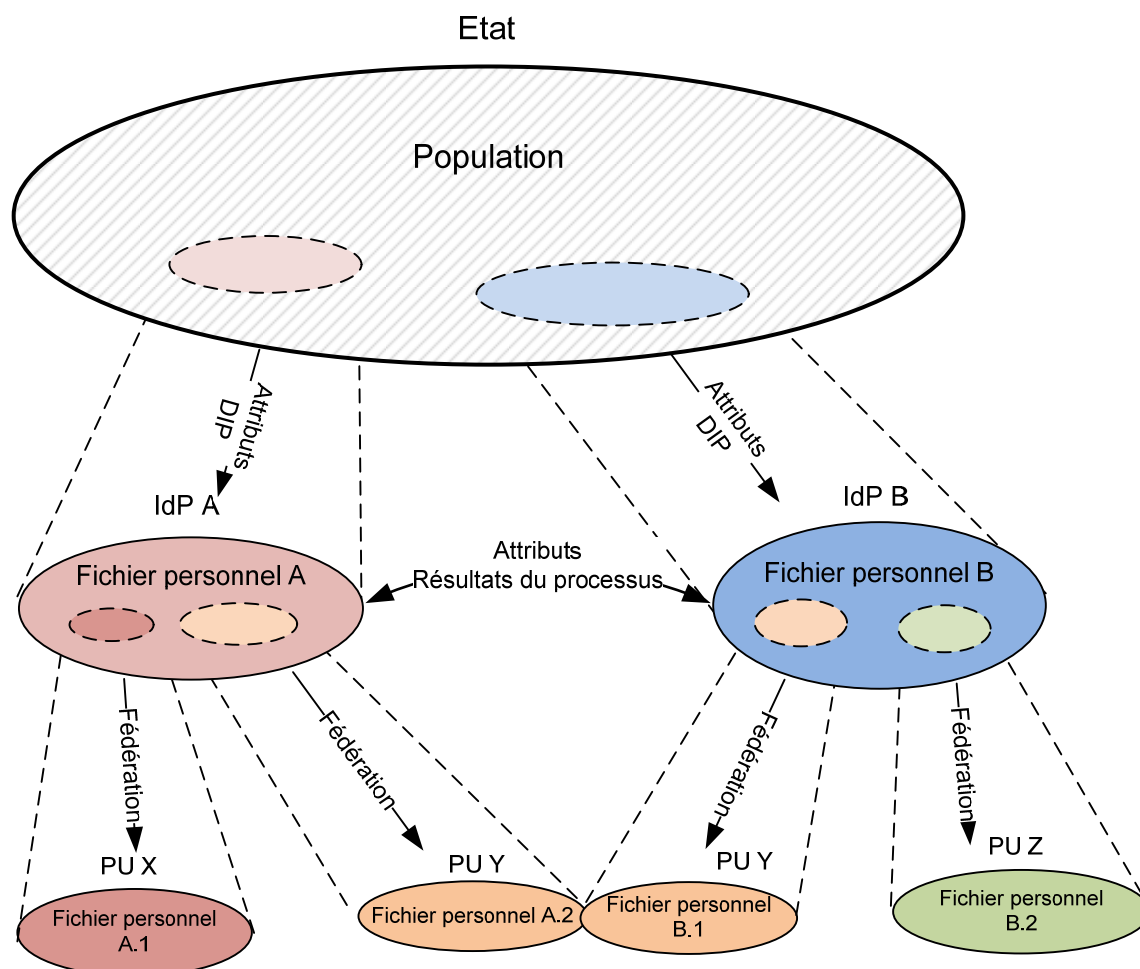 Etat
Population
Attributs
DIP
Attributs
DIP
IdP A
IdP B
Attributs
Résultats du processus
Fichier personnel A
Fichier personnel B
Fédération
Fédération
Fédération
Fédération
PU X
PU Y
PU Y
PU Z
Fichier personnel
A.1
Fichier personnel A.2
Fichier personnel
B.1
Fichier personnel
B.2